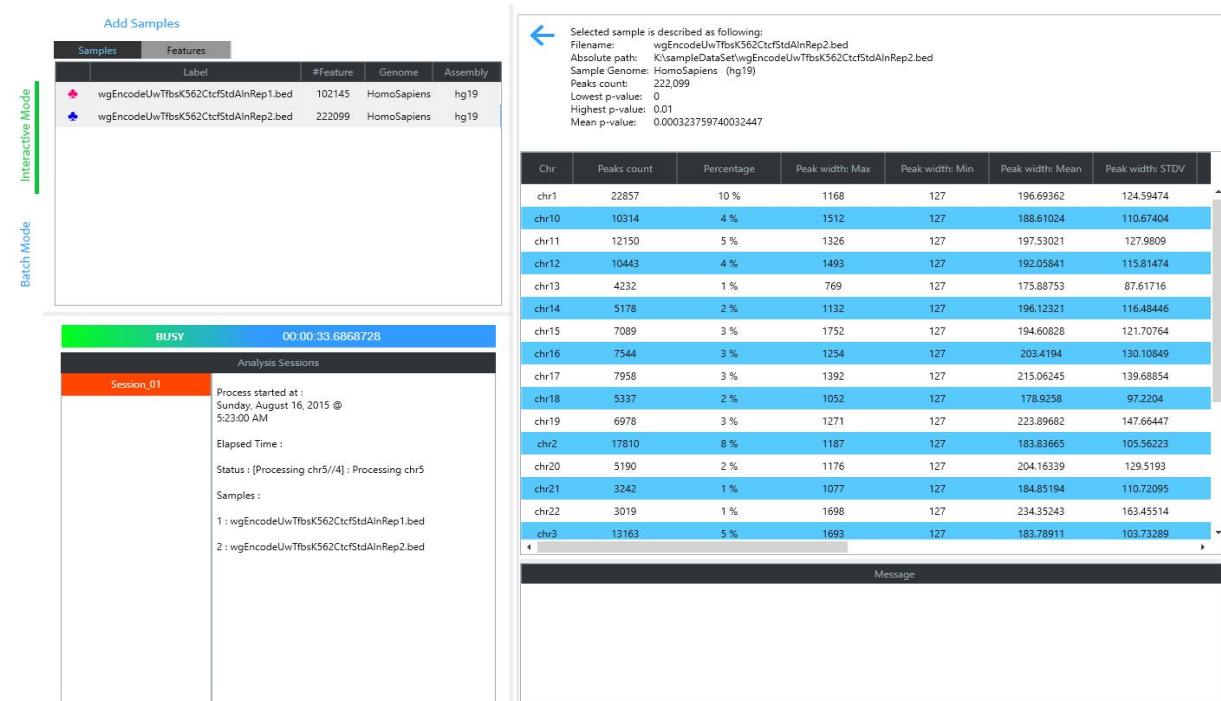 Add Samples
Samples Features
Label #Feature Genome Assembly
wgEncodeUwTfbsK562CtcfStdAlnRep1.bed 102145 HomoSapiens hg19
wgEncodeUwTfbsK562CtcfStdAlnRep2.bed 222099 HomoSapiens hg19
Interactive Mode
Batch Mode
BUSY 00:00:33.6868728
Analysis Sessions
Session_01
Process started at :
Sunday, August 16, 2015 @
5:23:00 AM
Elapsed Time :
Status : [Processing chr5//4] : Processing chr5
Samples :
1 : wgEncodeUwTfbsK562CtcfStdAlnRep1.bed
2 : wgEncodeUwTfbsK562CtcfStdAlnRep2.bed
Selected sample is described as following:
Filename: wgEncodeUwTfbsK562CtcfStdAlnRep2.bed
Absolute path: K:\sampleDataSet\wgEncodeUwTfbsK562CtcfStdAlnRep2.bed
Sample Genome: HomoSapiens (hg19)
Peaks count: 222,099
Lowest p-value: 0
Highest p-value: 0.01
Mean p-value: 0.000323759740032447
Chr Peaks count Percentage Peak width: Max Peak width: Min Peak width: Mean Peak width: STDV
chr1 22857 10 % 1168 127 196.69362 124.59474
chr10 10314 4 % 1512 127 188.61024 110.67404
chr11 12150 5 % 1326 127 197.53021 127.9809
chr12 10443 4 % 1493 127 192.05841 115.81474
chr13 4232 1 % 769 127 175.88753 87.61716
chr14 5178 2 % 1132 127 196.12321 116.48446
chr15 7089 3 % 1752 127 194.60828 121.70764
chr16 7544 3 % 1254 127 203.4194 130.10849
chr17 7958 3 % 1392 127 215.06245 139.68854
chr18 5337 2 % 1052 127 178.9258 97.2204
chr19 6978 3 % 1271 127 223.89682 147.66447
chr2 17810 8 % 1187 127 183.83665 105.56223
chr20 5190 2 % 1176 127 204.16339 129.5193
chr21 3242 1 % 1077 127 184.85194 110.72095
chr22 3019 1 % 1698 127 234.35243 163.45514
chr3 13163 5 % 1693 127 183.78911 103.73289
Message